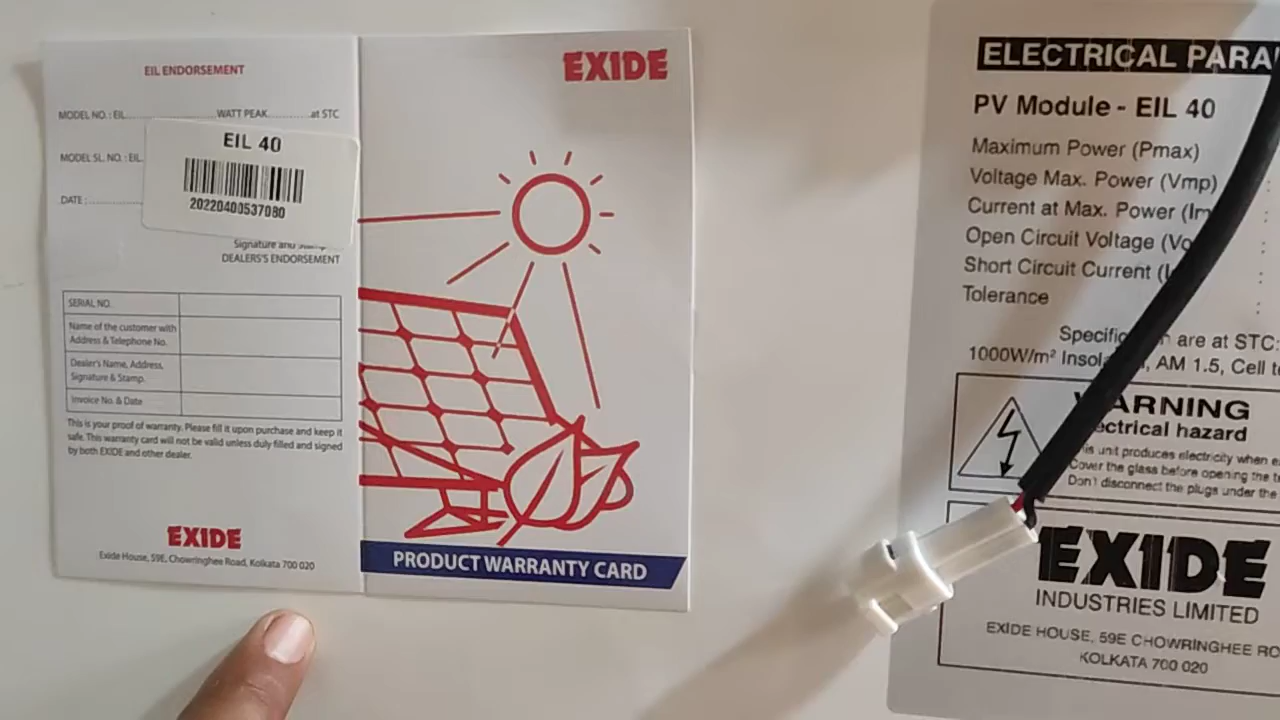 EIL ENDORSEMENT
MODEL NO. : EIL..................WATT PEAK............at STC
EIL 40
MODEL SL. NO. : EIL
20220400537080
DATE :
Signature and
DEALERS'S ENDORSEMENT
SERIAL NO.
Name of the customer with
Address & Telephone No.
Dealer's Name, Address,
Signature & Stamp.
Invoice No. & Date
This is your proof of warranty. Please fill it upon purchase and keep it
safe. This warranty card will not be valid unless duly filled and signed
by both EXIDE and other dealer.
EXIDE
Exide House, 59E, Chowringhee Road, Kolkata 700 020
EXIDE
PRODUCT WARRANTY CARD
ELECTRICAL PARA
PV Module - EIL 40
Maximum Power (Pmax)
Voltage Max. Power (Vmp)
Current at Max. Power (Im
Open Circuit Voltage (Vo
Short Circuit Current (I
Tolerance
are at STC:
1000W/m² AM 1.5, Cell
WARNING
Electrical hazard
This unit produces electricity when
Cover the glass before opening the
Don't disconnect the plugs under the
EXIDE
INDUSTRIES LIMITED
EXIDE HOUSE, 59E CHOWRINGHEE RO
KOLKATA 700 020